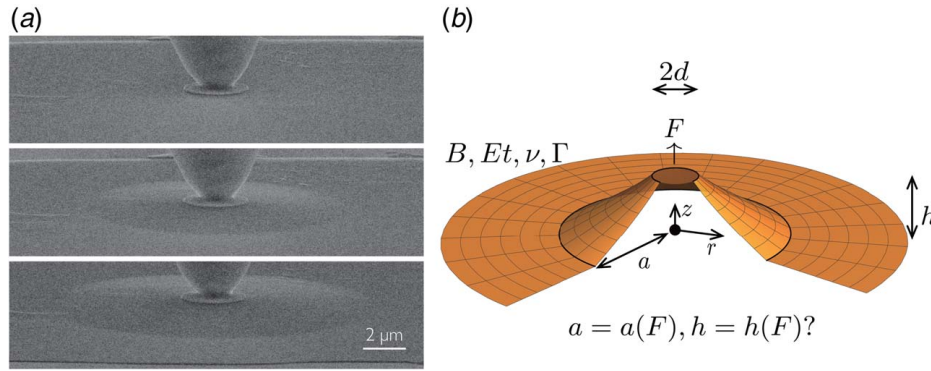 (a)
2 µm
(b)
2d
F
B, Et, ν, Γ
z
h
r
a
a = a(F), h = h(F)?